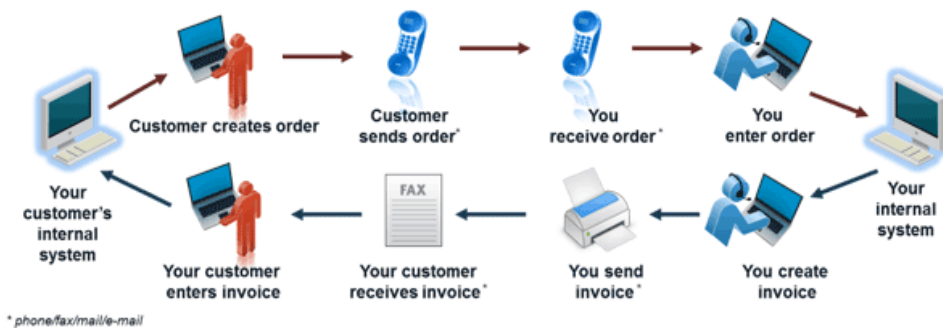 Customer creates order
Customer
sends order*
You
receive order*
You
enter order
Your
customer's
internal
system
FAX
Your
internal
system
Your customer
enters invoice
Your customer
receives invoice*
You send
invoice*
You create
invoice
* phone/fax/mail/e-mail